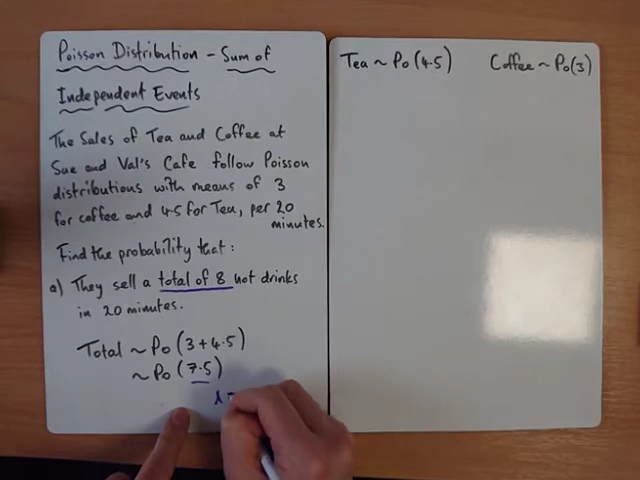 Poisson Distribution - Sum of
Independent Events
The Sales of Tea and Coffee at
Sue and Val's Cafe follow Poisson
distributions with means of 3
for coffee and 4.5 for Tea, per 20
minutes.
Find the probability that:
a) They sell a total of 8 hot drinks
in 20 minutes.
Total ~ Po(3+4.5)
~ Po(7.5)
λ =
Tea ~ Po(4.5)
Coffee ~ Po(3)